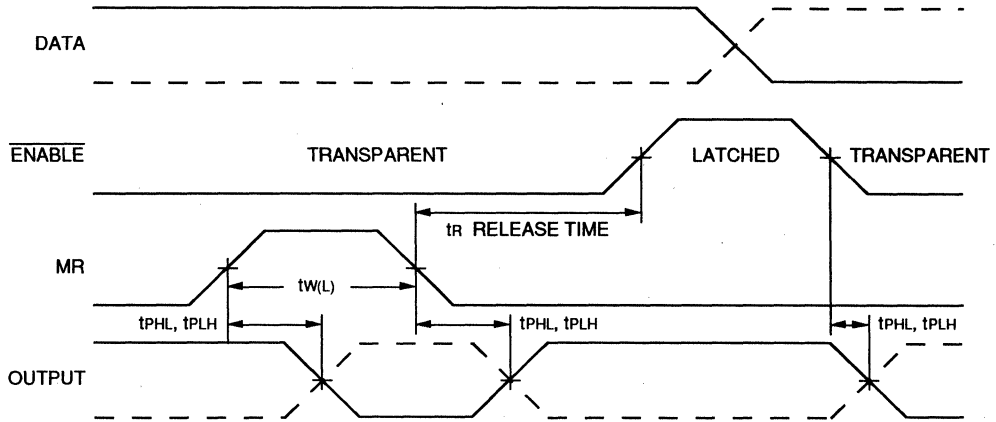 DATA
ENABLE
TRANSPARENT
LATCHED
TRANSPARENT
tR RELEASE TIME
MR
tW(L)
tPHL, tPLH
tPHL, tPLH
tPHL, tPLH
OUTPUT